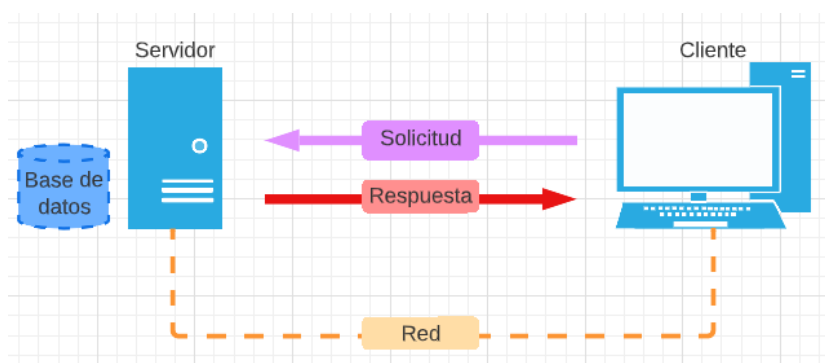 Servidor
Cliente
Solicitud
Base de
datos
Respuesta
Red